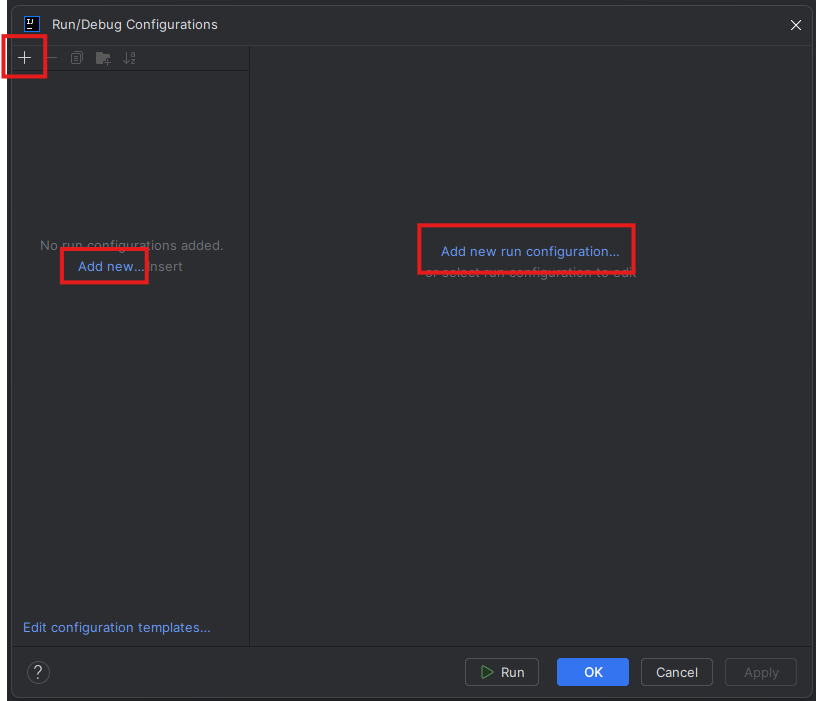 IJ
Run/Debug Configurations
No run configurations added.
Add new... Insert
Add new run configuration...
or select run configuration to edit
Edit configuration templates...
?
Run
OK
Cancel
Apply